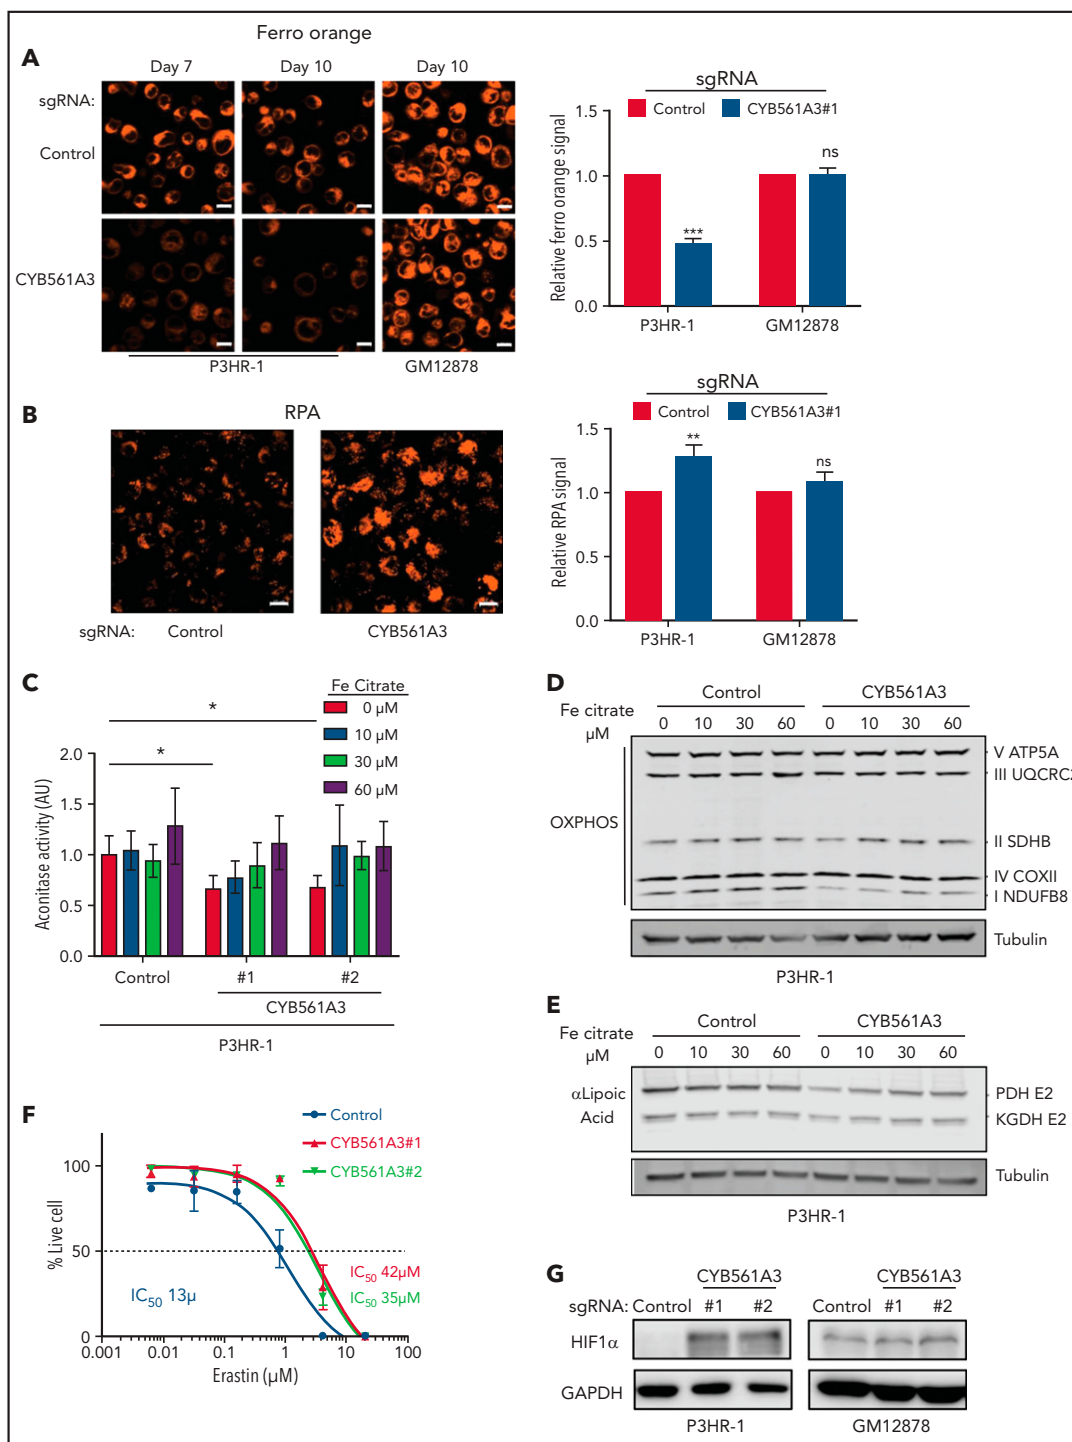 Ferro orange
A
Day 7 Day 10 Day 10
sgRNA:
Control
CYB561A3
P3HR-1 GM12878
sgRNA
Control CYB561A3#1
Relative ferro orange signal
1.5
1.0
0.5
0.0
*** ns
P3HR-1 GM12878
B
RPA
sgRNA: Control CYB561A3
sgRNA
Control CYB561A3#1
Relative RPA signal
1.5
1.0
0.5
0.0
** ns
P3HR-1 GM12878
C
Fe Citrate
0 μM
10 μM
30 μM
60 μM
*
*
Aconitase activity (AU)
2.0
1.5
1.0
0.5
0.0
Control #1 #2
CYB561A3
P3HR-1
D
Control CYB561A3
Fe citrate
μM
0 10 30 60 0 10 30 60
OXPHOS
V ATP5A
III UQCRC2
II SDHB
IV COXII
I NDUFB8
Tubulin
P3HR-1
E
Control CYB561A3
Fe citrate
μM
0 10 30 60 0 10 30 60
αLipoic
Acid
PDH E2
KGDH E2
Tubulin
P3HR-1
F
Control
CYB561A3#1
CYB561A3#2
% Live cell
100
50
0
IC50 13μ
IC50 42μM
IC50 35μM
0.001 0.01 0.1 1 10 100
Erastin (μM)
G
CYB561A3 CYB561A3
sgRNA: Control #1 #2 Control #1 #2
HIF1α
GAPDH
P3HR-1 GM12878